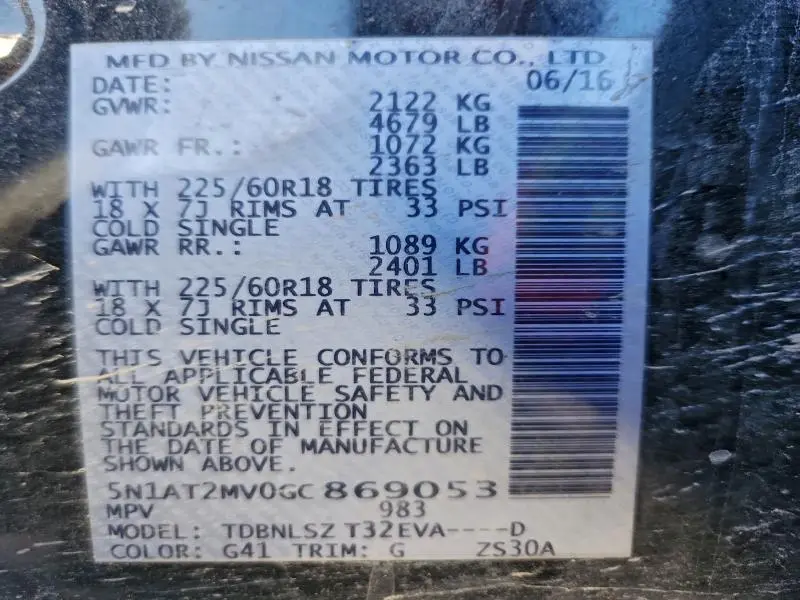 MFD BY NISSAN MOTOR CO., LTD
DATE: 06/16
GVWR: 2122 KG
4679 LB
GAWR FR.: 1072 KG
2363 LB
WITH 225/60R18 TIRES
18 X 7J RIMS AT 33 PSI
COLD SINGLE
GAWR RR.: 1089 KG
2401 LB
WITH 225/60R18 TIRES
18 X 7J RIMS AT 33 PSI
COLD SINGLE
THIS VEHICLE CONFORMS TO
ALL APPLICABLE FEDERAL
MOTOR VEHICLE SAFETY AND
THEFT PREVENTION
STANDARDS IN EFFECT ON
THE DATE OF MANUFACTURE
SHOWN ABOVE.
5N1AT2MV0GC869053
MPV 983
MODEL: TDBNLSZ T32EVA----D
COLOR: G41 TRIM: G ZS30A